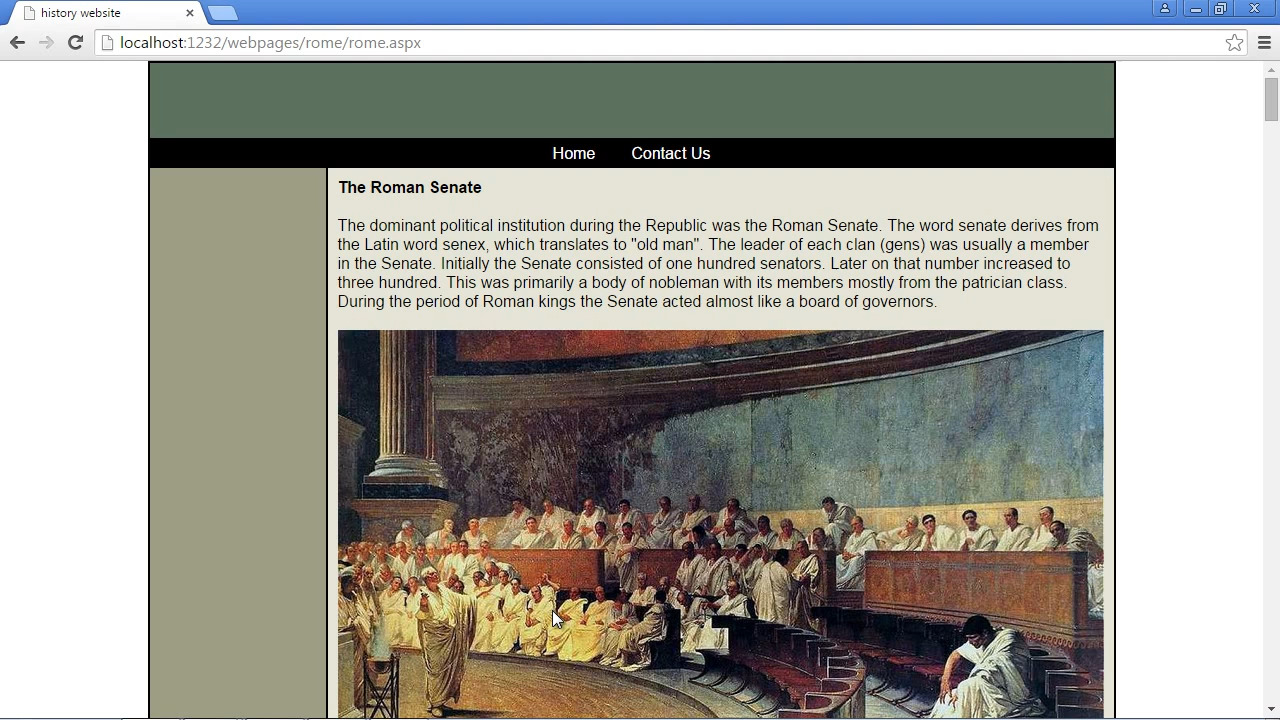 history website
localhost:1232/webpages/rome/rome.aspx
Home Contact Us
The Roman Senate
The dominant political institution during the Republic was the Roman Senate. The word senate derives from
the Latin word senex, which translates to "old man". The leader of each clan (gens) was usually a member
in the Senate. Initially the Senate consisted of one hundred senators. Later on that number increased to
three hundred. This was primarily a body of nobleman with its members mostly from the patrician class.
During the period of Roman kings the Senate acted almost like a board of governors.